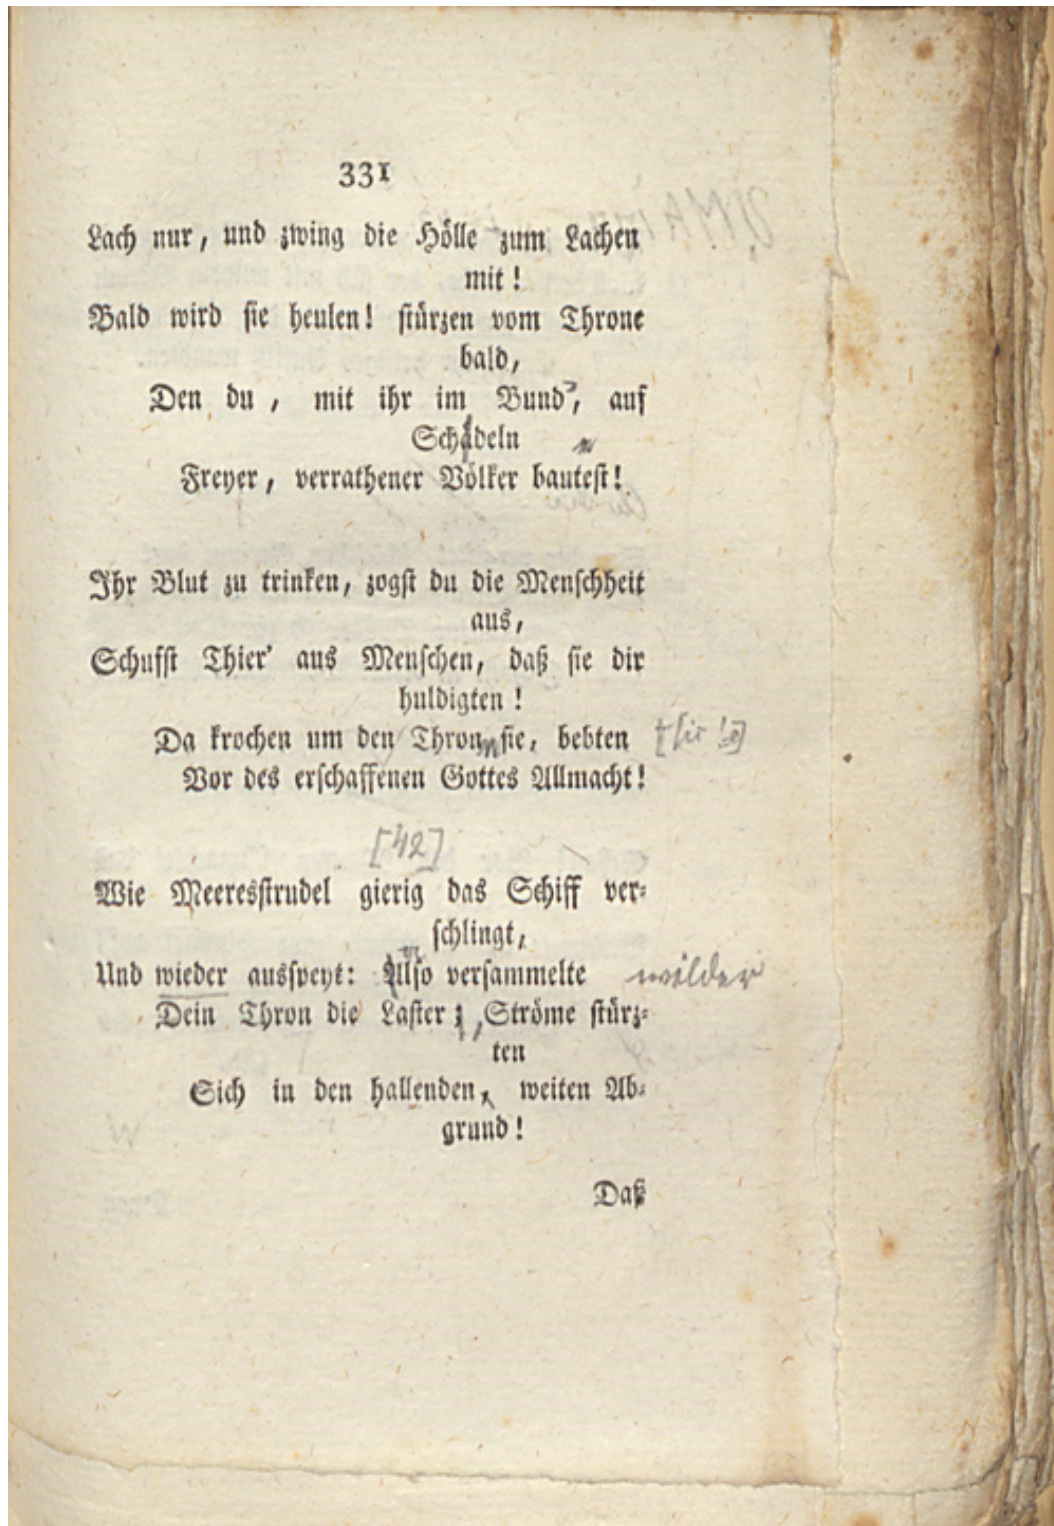 331
Lach nur, und zwing die Hölle zum Lachen
mit!
Bald wird sie heulen! stürzen vom Throne
bald,
Den du, mit ihr im Bund, auf
Schädeln
Freyer, verrathener Völker bautest!
Ihr Blut zu trinken, zogst du die Menschheit
aus,
Schufst Thier' aus Menschen, daß sie dir
huldigten!
Da krochen um den Thron sie, bebten
Vor des erschaffenen Gottes Allmacht!
[42]
Wie Meeresstrudel gierig das Schiff ver-
schlingt,
Und wieder ausspeyt: Also versammelte wilder
Dein Thron die Laster; Ströme stürz-
ten
Sich in den hallenden, weiten Ab-
grund!
Daß